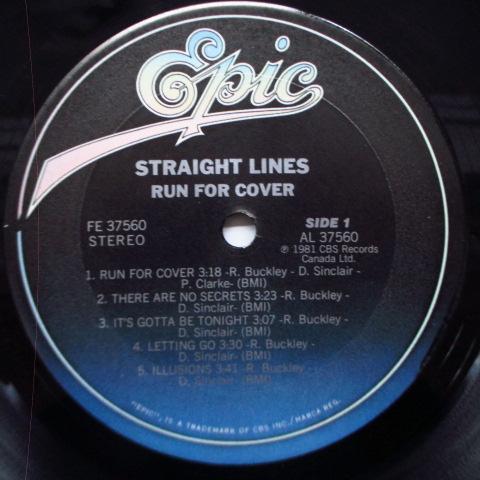 Epic
STRAIGHT LINES
RUN FOR COVER
FE 37560
STEREO
SIDE 1
AL 37560
℗ 1981 CBS Records
Canada Ltd.
1. RUN FOR COVER 3:18 -R. Buckley - D. Sinclair -
P. Clarke- (BMI)
2. THERE ARE NO SECRETS 3:23 -R. Buckley -
D. Sinclair- (BMI)
3. IT'S GOTTA BE TONIGHT 3:07 -R. Buckley -
D. Sinclair- (BMI)
4. LETTING GO 3:30 -R. Buckley -
D. Sinclair- (BMI)
5. ILLUSIONS 3:41 -R. Buckley -
D. Sinclair- (BMI)
"EPIC", IS A TRADEMARK OF CBS INC./MARCA REG.